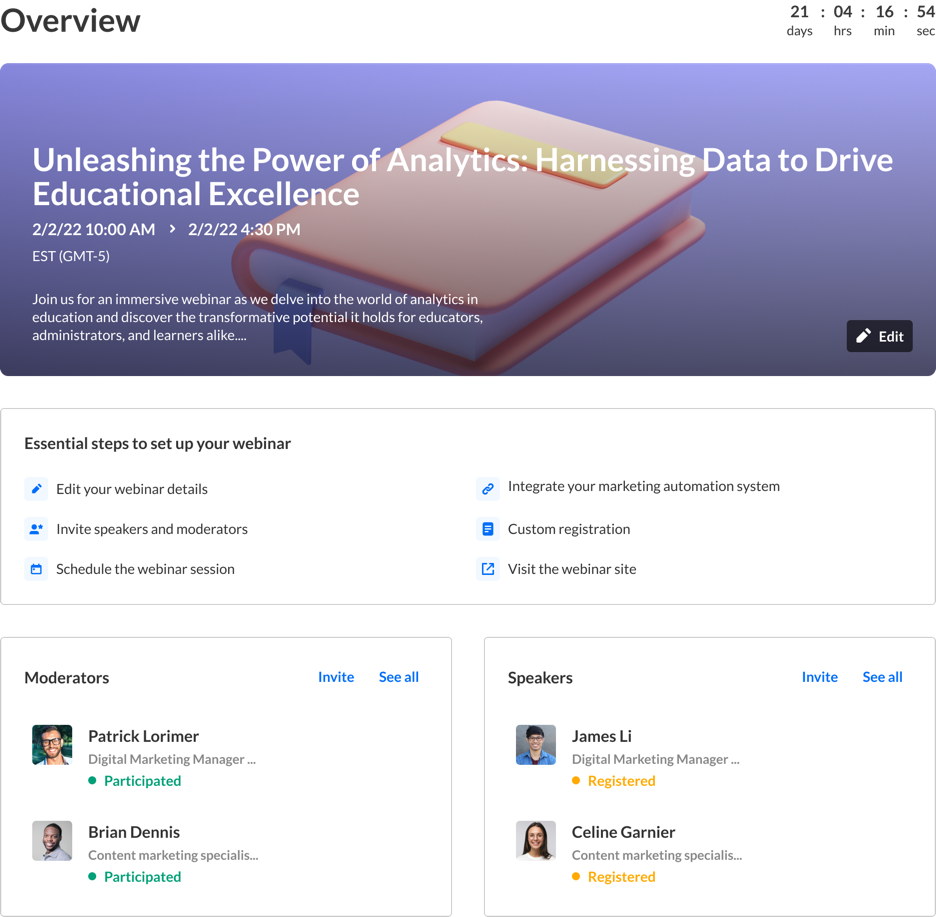 Overview
21 : 04 : 16 : 54
days hrs min sec
Unleashing the Power of Analytics: Harnessing Data to Drive
Educational Excellence
2/2/22 10:00 AM > 2/2/22 4:30 PM
EST (GMT-5)
Join us for an immersive webinar as we delve into the world of analytics in
education and discover the transformative potential it holds for educators,
administrators, and learners alike....
Edit
Essential steps to set up your webinar
Edit your webinar details
Invite speakers and moderators
Schedule the webinar session
Integrate your marketing automation system
Custom registration
Visit the webinar site
Moderators
Invite See all
Patrick Lorimer
Digital Marketing Manager ...
Participated
Brian Dennis
Content marketing specialis...
Participated
Speakers
Invite See all
James Li
Digital Marketing Manager ...
Registered
Celine Garnier
Content marketing specialis...
Registered